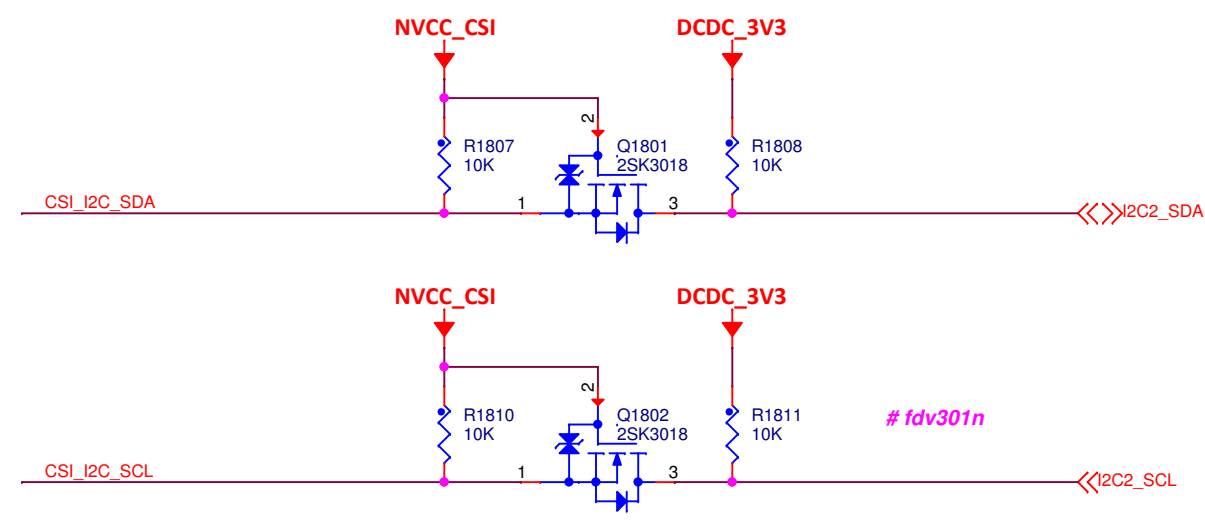 NVCC_CSI
DCDC_3V3
2
R1807
10K
Q1801
2SK3018
R1808
10K
CSI_I2C_SDA
1
3
I2C2_SDA
NVCC_CSI
DCDC_3V3
2
R1810
10K
Q1802
2SK3018
R1811
10K
# fdv301n
CSI_I2C_SCL
1
3
I2C2_SCL